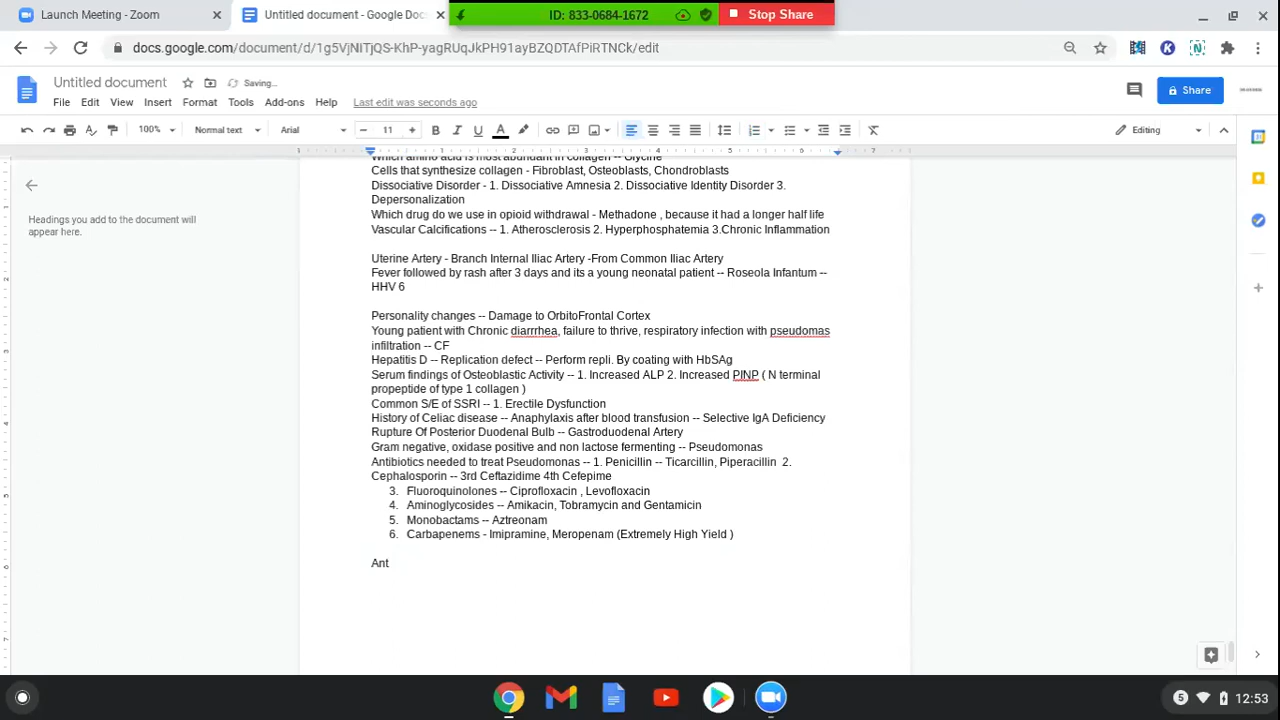 Launch Meeting - Zoom
Untitled document - Google Docs
ID: 833-0684-1672
Stop Share
docs.google.com/document/d/1g5VjNITjQS-KhP-yagRUqJkPH91ayBZQDTAfPiRTNCk/edit
Untitled document
Saving...
File Edit View Insert Format Tools Add-ons Help Last edit was seconds ago
Share
100% Normal text Arial 11 Editing
Headings you add to the document will
appear here.
Which amino acid is most abundant in collagen -- Glycine
Cells that synthesize collagen - Fibroblast, Osteoblasts, Chondroblasts
Dissociative Disorder - 1. Dissociative Amnesia 2. Dissociative Identity Disorder 3.
Depersonalization
Which drug do we use in opioid withdrawal - Methadone , because it had a longer half life
Vascular Calcifications -- 1. Atherosclerosis 2. Hyperphosphatemia 3.Chronic Inflammation
Uterine Artery - Branch Internal Iliac Artery -From Common Iliac Artery
Fever followed by rash after 3 days and its a young neonatal patient -- Roseola Infantum --
HHV 6
Personality changes -- Damage to OrbitoFrontal Cortex
Young patient with Chronic diarrrhea, failure to thrive, respiratory infection with pseudomas
infiltration -- CF
Hepatitis D -- Replication defect -- Perform repli. By coating with HbSAg
Serum findings of Osteoblastic Activity -- 1. Increased ALP 2. Increased PINP ( N terminal
propeptide of type 1 collagen )
Common S/E of SSRI -- 1. Erectile Dysfunction
History of Celiac disease -- Anaphylaxis after blood transfusion -- Selective IgA Deficiency
Rupture Of Posterior Duodenal Bulb -- Gastroduodenal Artery
Gram negative, oxidase positive and non lactose fermenting -- Pseudomonas
Antibiotics needed to treat Pseudomonas -- 1. Penicillin -- Ticarcillin, Piperacillin 2.
Cephalosporin -- 3rd Ceftazidime 4th Cefepime
3. Fluoroquinolones -- Ciprofloxacin , Levofloxacin
4. Aminoglycosides -- Amikacin, Tobramycin and Gentamicin
5. Monobactams -- Aztreonam
6. Carbapenems - Imipramine, Meropenam (Extremely High Yield )
Ant
5 12:53